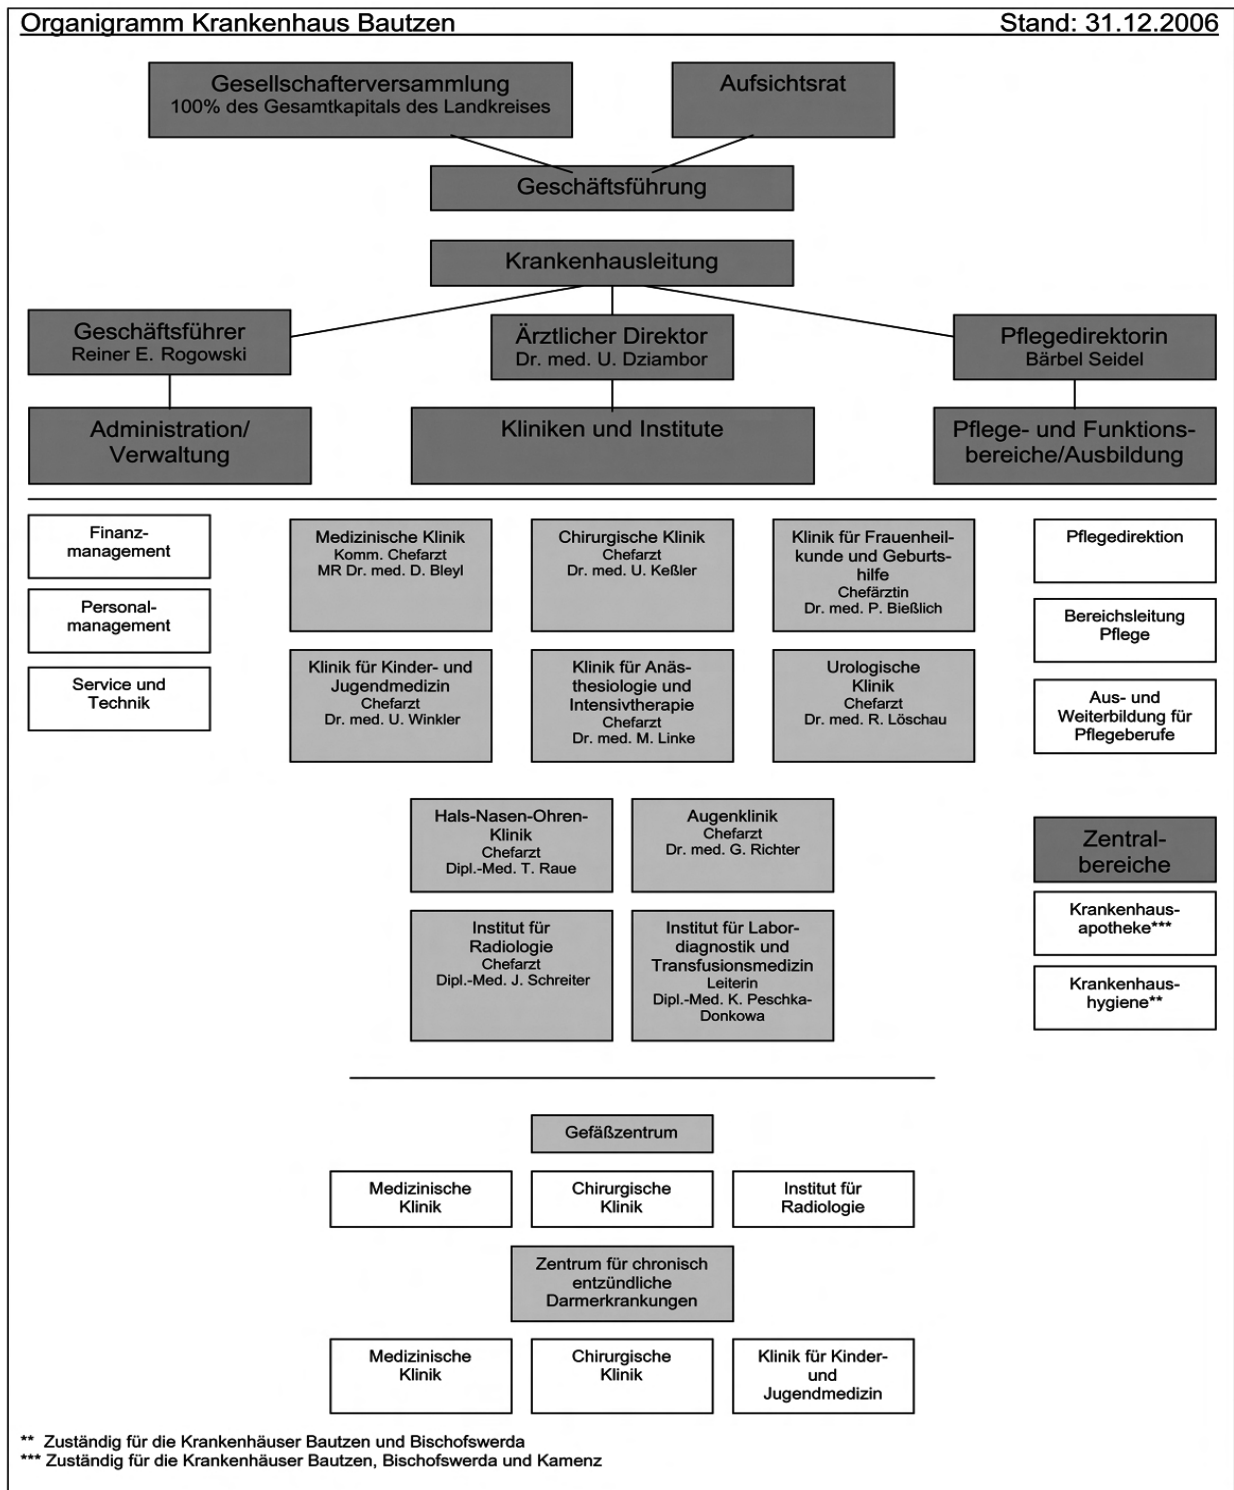 Organigramm Krankenhaus Bautzen
Stand: 31.12.2006
Gesellschafterversammlung
100% des Gesamtkapitals des Landkreises
Aufsichtsrat
Geschäftsführung
Krankenhausleitung
Geschäftsführer
Reiner E. Rogowski
Ärztlicher Direktor
Dr. med. U. Dziambor
Pflegedirektorin
Bärbel Seidel
Administration/
Verwaltung
Kliniken und Institute
Pflege- und Funktions-
bereiche/Ausbildung
Finanz-
management
Personal-
management
Service und
Technik
Medizinische Klinik
Komm. Chefarzt
MR Dr. med. D. Bleyl
Chirurgische Klinik
Chefarzt
Dr. med. U. Keßler
Klinik für Frauenheil-
kunde und Geburts-
hilfe
Chefärztin
Dr. med. P. Bießlich
Klinik für Kinder- und
Jugendmedizin
Chefarzt
Dr. med. U. Winkler
Klinik für Anäs-
thesiologie und
Intensivtherapie
Chefarzt
Dr. med. M. Linke
Urologische
Klinik
Chefarzt
Dr. med. R. Löschau
Hals-Nasen-Ohren-
Klinik
Chefarzt
Dipl.-Med. T. Raue
Augenklinik
Chefarzt
Dr. med. G. Richter
Institut für
Radiologie
Chefarzt
Dipl.-Med. J. Schreiter
Institut für Labor-
diagnostik und
Transfusionsmedizin
Leiterin
Dipl.-Med. K. Peschka-
Donkowa
Pflegedirektion
Bereichsleitung
Pflege
Aus- und
Weiterbildung für
Pflegeberufe
Zentral-
bereiche
Krankenhaus-
apotheke***
Krankenhaus-
hygiene**
Gefäßzentrum
Medizinische
Klinik
Chirurgische
Klinik
Institut für
Radiologie
Zentrum für chronisch
entzündliche
Darmerkrankungen
Medizinische
Klinik
Chirurgische
Klinik
Klinik für Kinder-
und
Jugendmedizin
** Zuständig für die Krankenhäuser Bautzen und Bischofswerda
*** Zuständig für die Krankenhäuser Bautzen, Bischofswerda und Kamenz